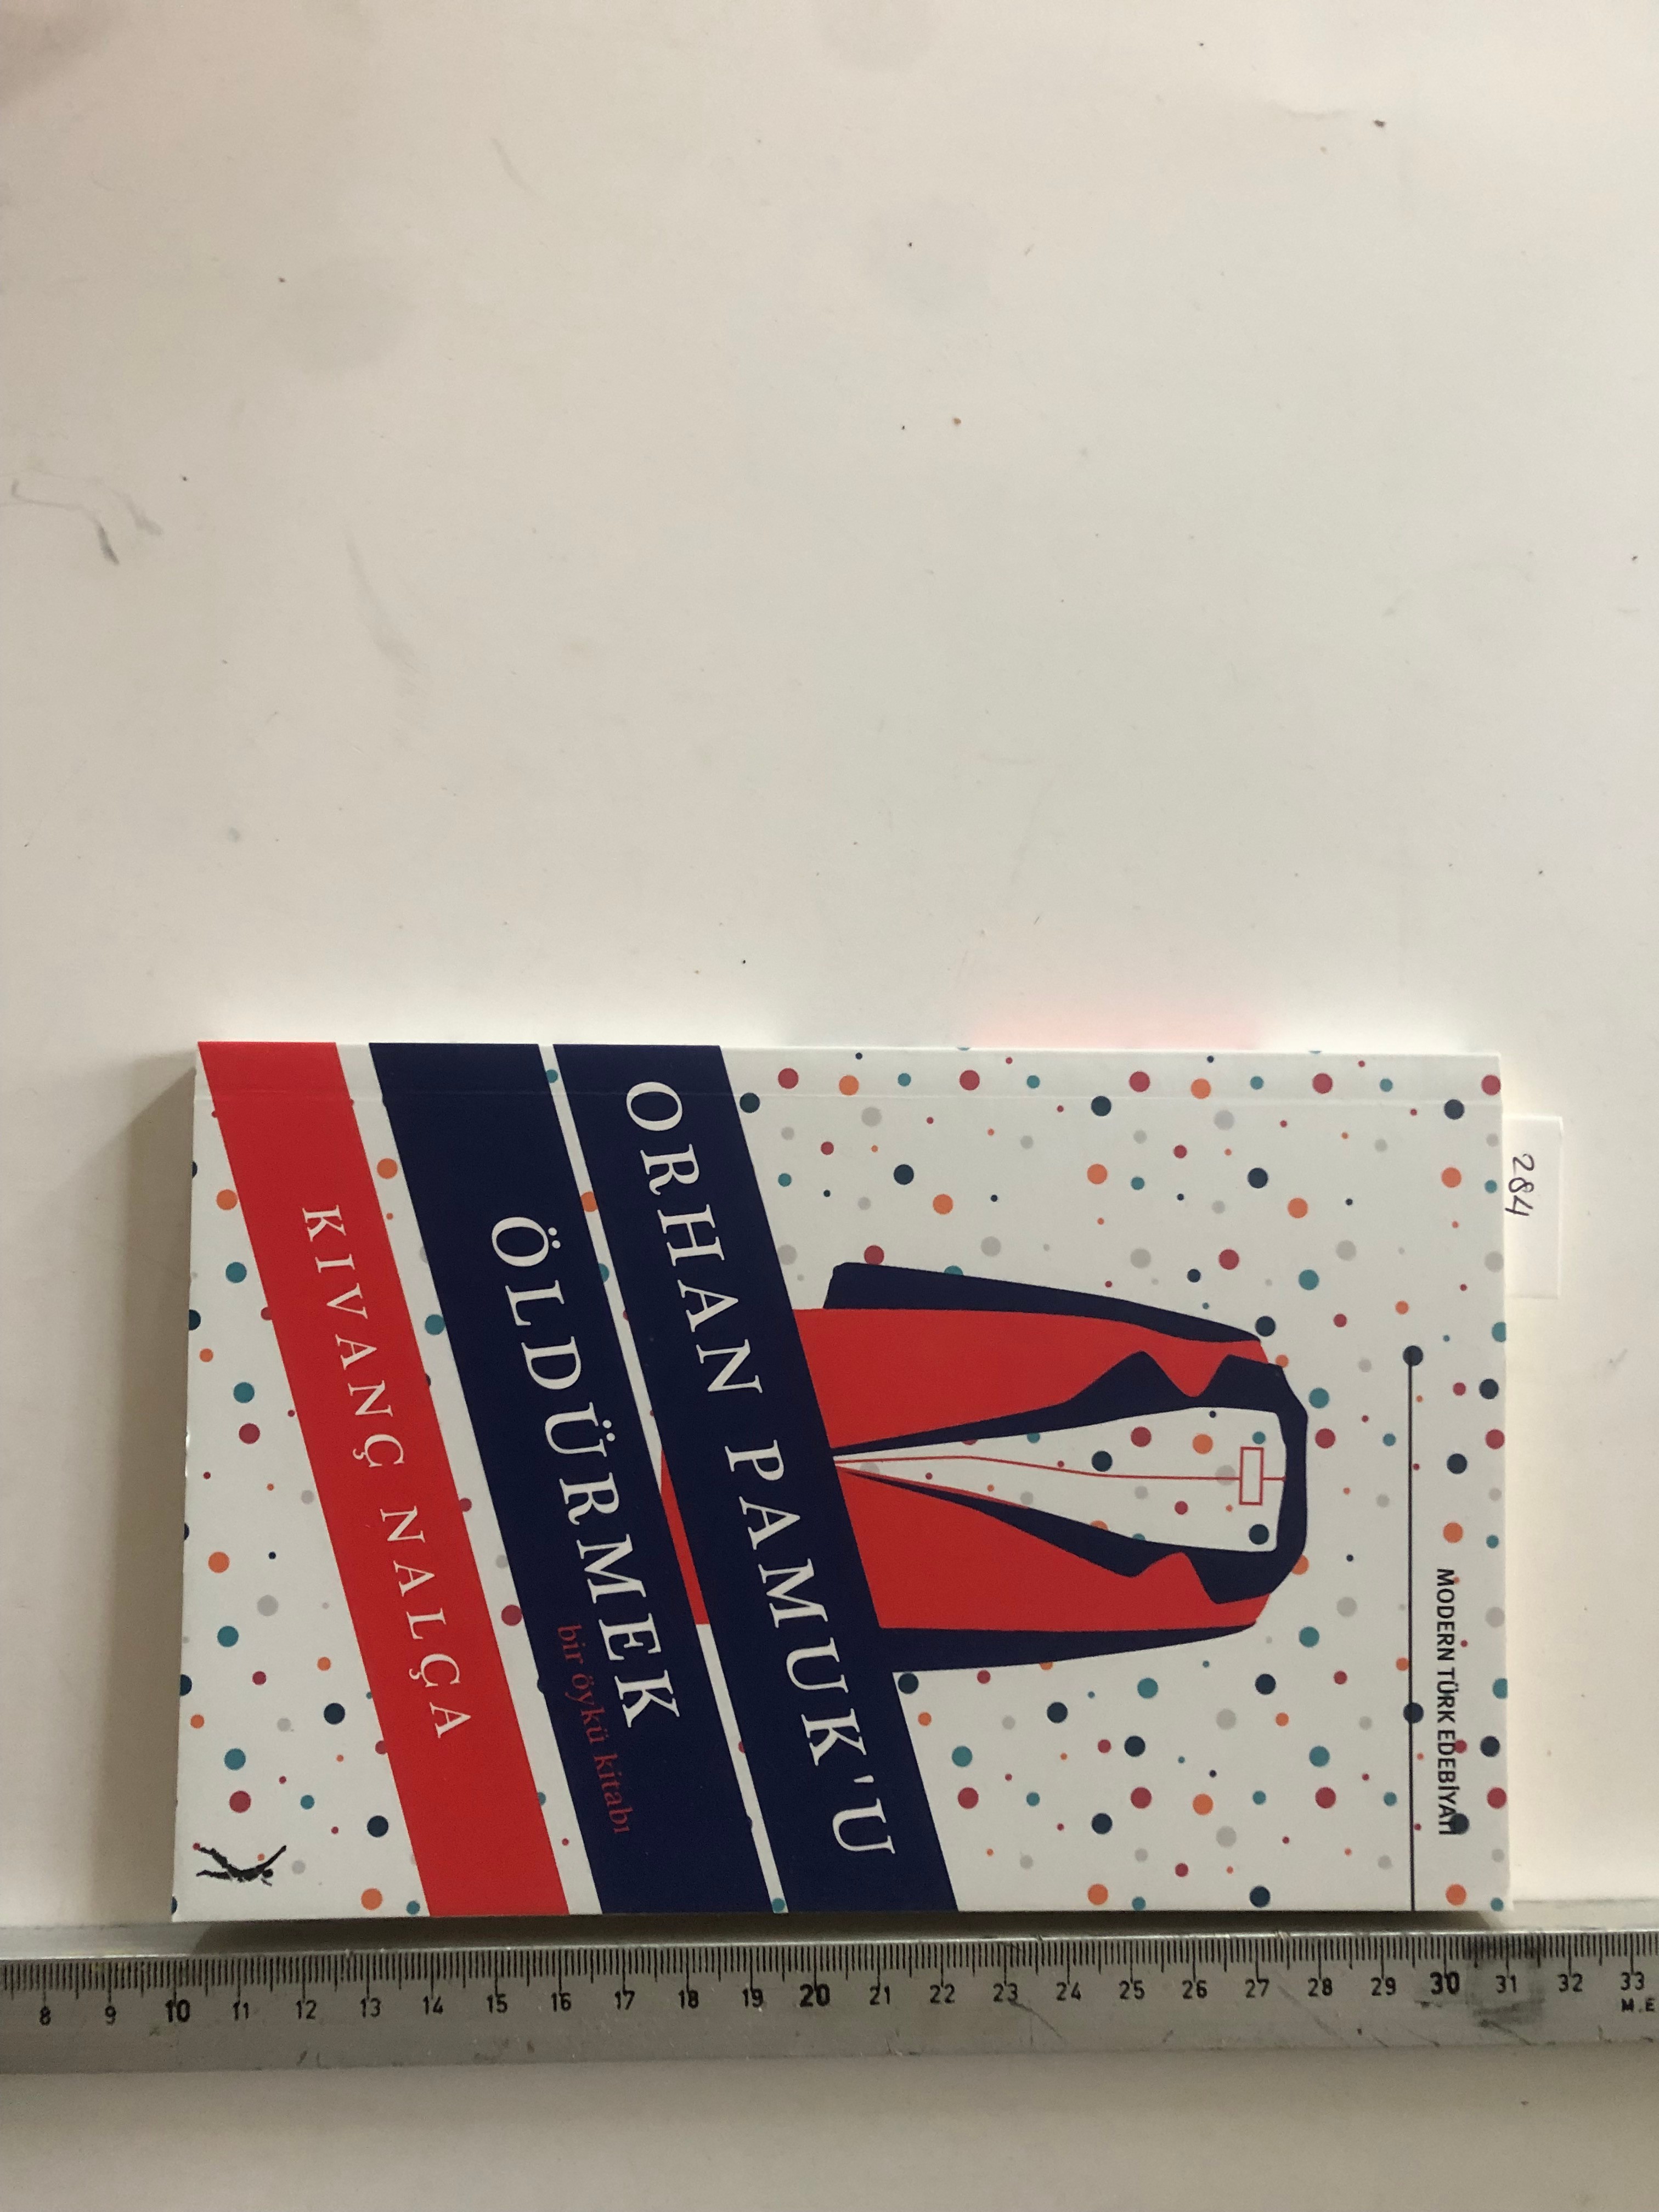 284
MODERN TÜRK EDEBİYATI
ORHAN PAMUK'U
ÖLDÜRMEK
bir öykü kitabı
KIVANÇ NALÇA
8 9 10 11 12 13 14 15 16 17 18 19 20 21 22 23 24 25 26 27 28 29 30 31 32 33
M.E